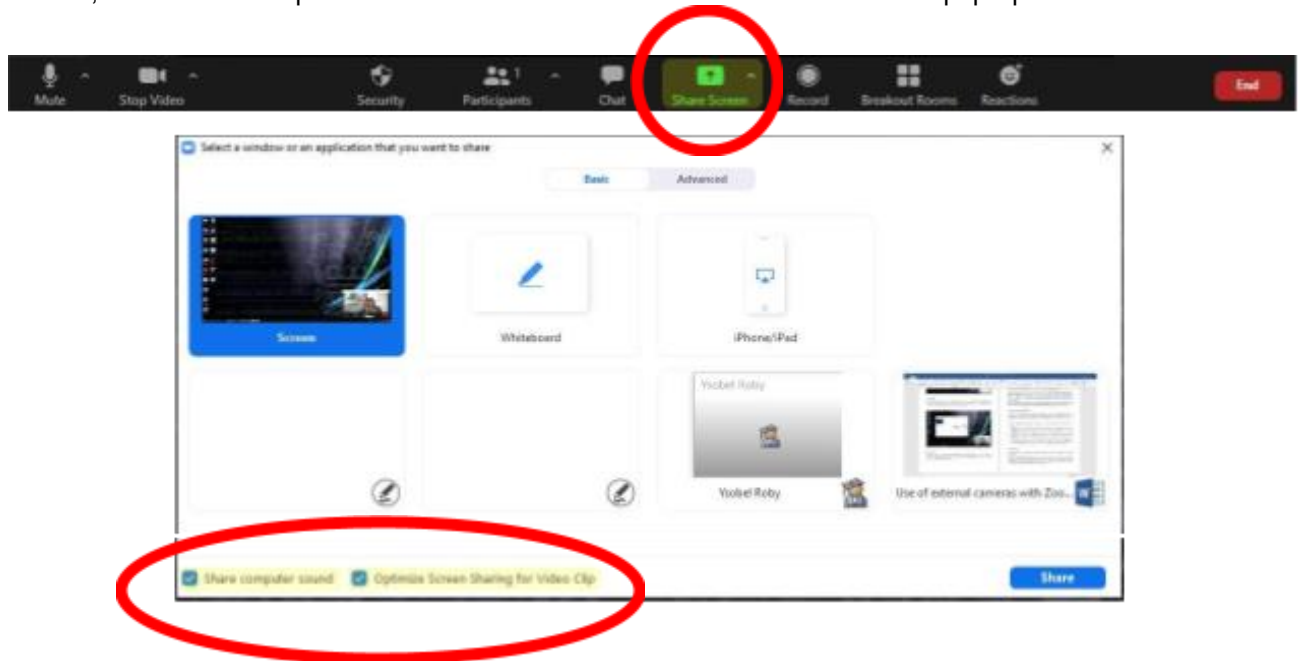 Mute Stop Video Security Participants 1 Chat Share Screen Record Breakout Rooms Reactions End
Select a window or an application that you want to share
Basic Advanced
Screen Whiteboard iPhone/iPad
Ysobel Roby
Ysobel Roby Use of external cameras with Zoo...
Share computer sound Optimize Screen Sharing for Video Clip Share